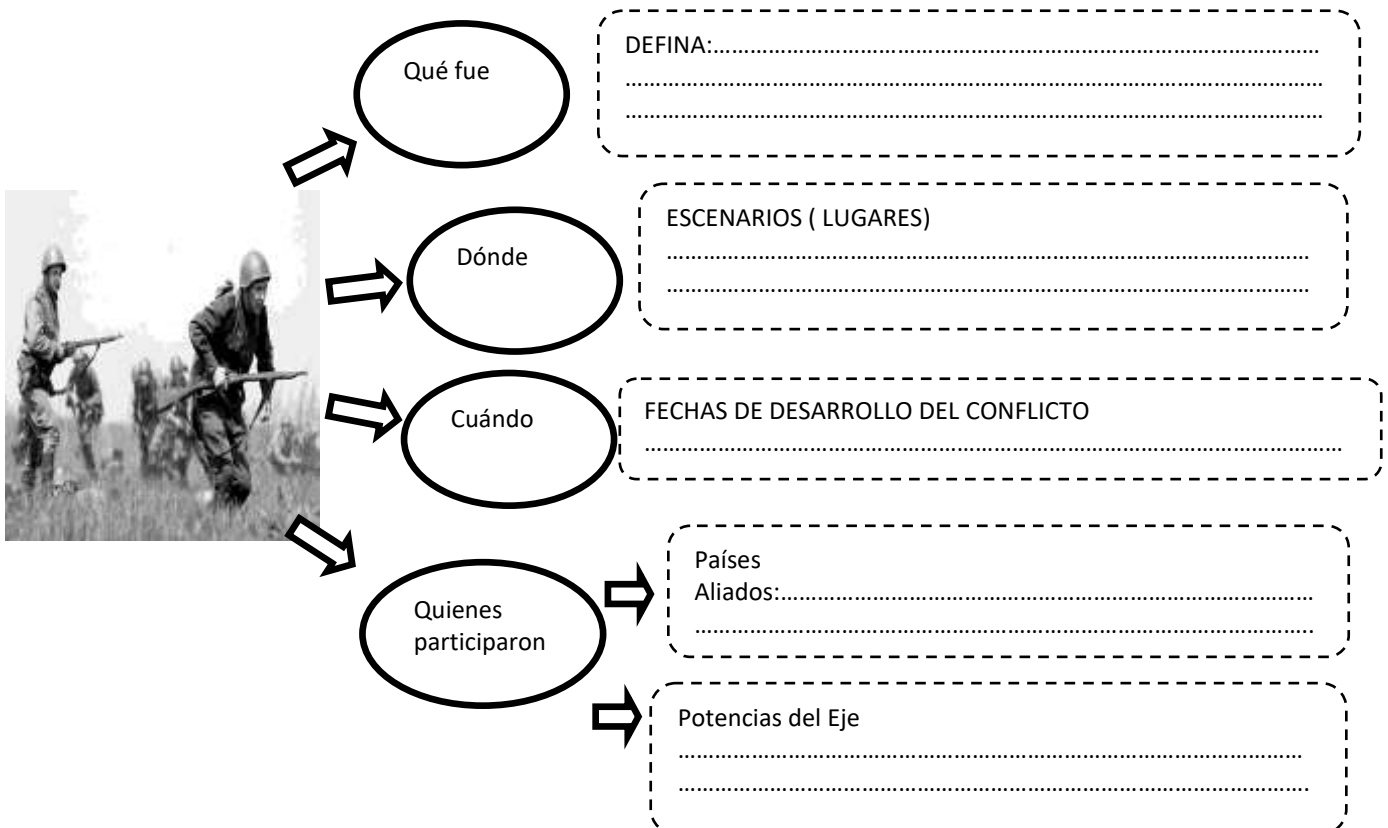 Qué fue
DEFINA:………………………………………………………………………………………
……………………………………………………………………………………………………
……………………………………………………………………………………………………
Dónde
ESCENARIOS ( LUGARES)
……………………………………………………………………………………………
……………………………………………………………………………………………
Cuándo
FECHAS DE DESARROLLO DEL CONFLICTO
……………………………………………………………………………………………………
Quienes
participaron
Países
Aliados:……………………………………………………………………………
…………………………………………………………………………………………
Potencias del Eje
…………………………………………………………………………………………
…………………………………………………………………………………………